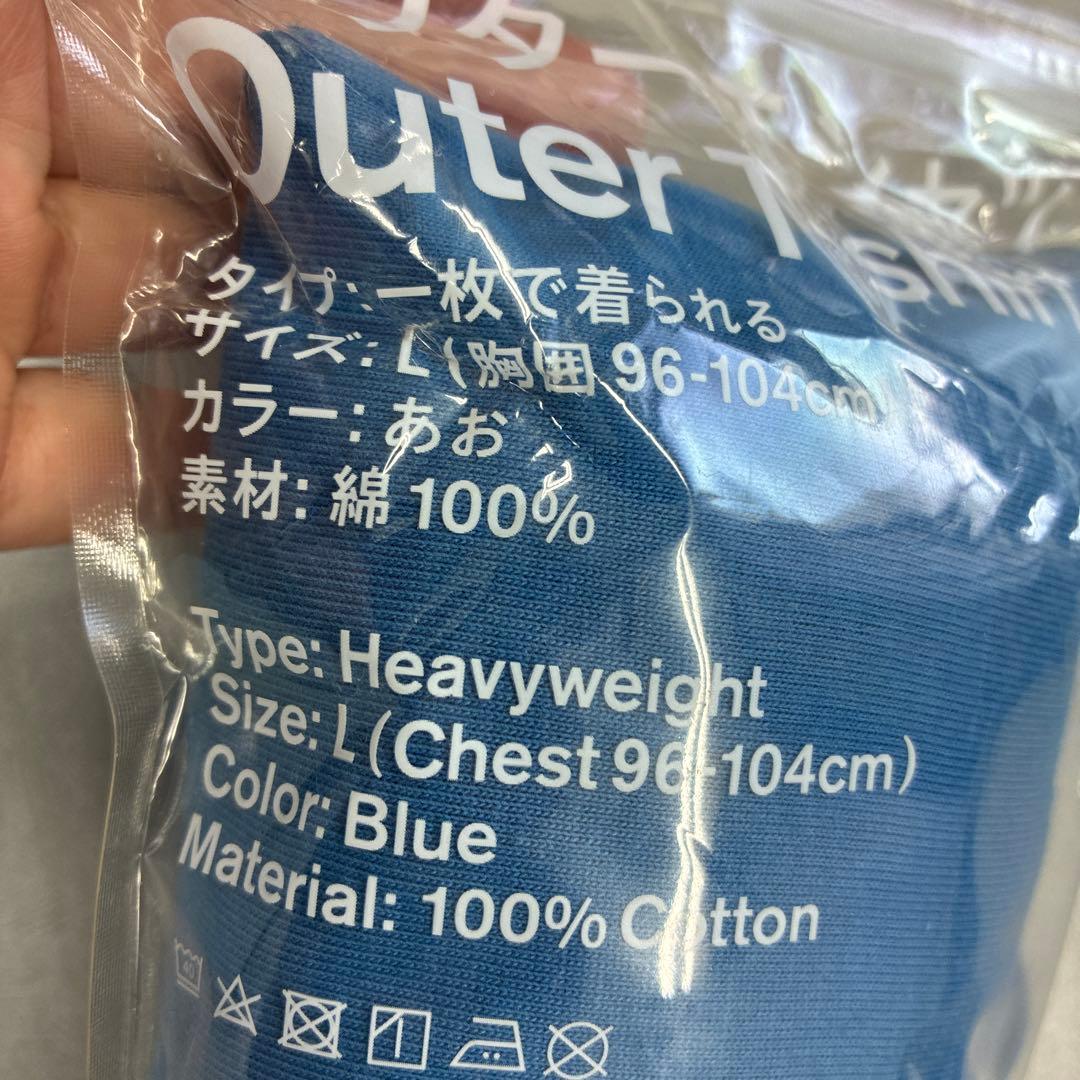 Outer T-shirt
タイプ: 一枚で着られる
サイズ: L (胸囲 96-104cm)
カラー: あお
素材: 綿 100%
Type: Heavyweight
Size: L (Chest 96-104cm)
Color: Blue
Material: 100% Cotton
40